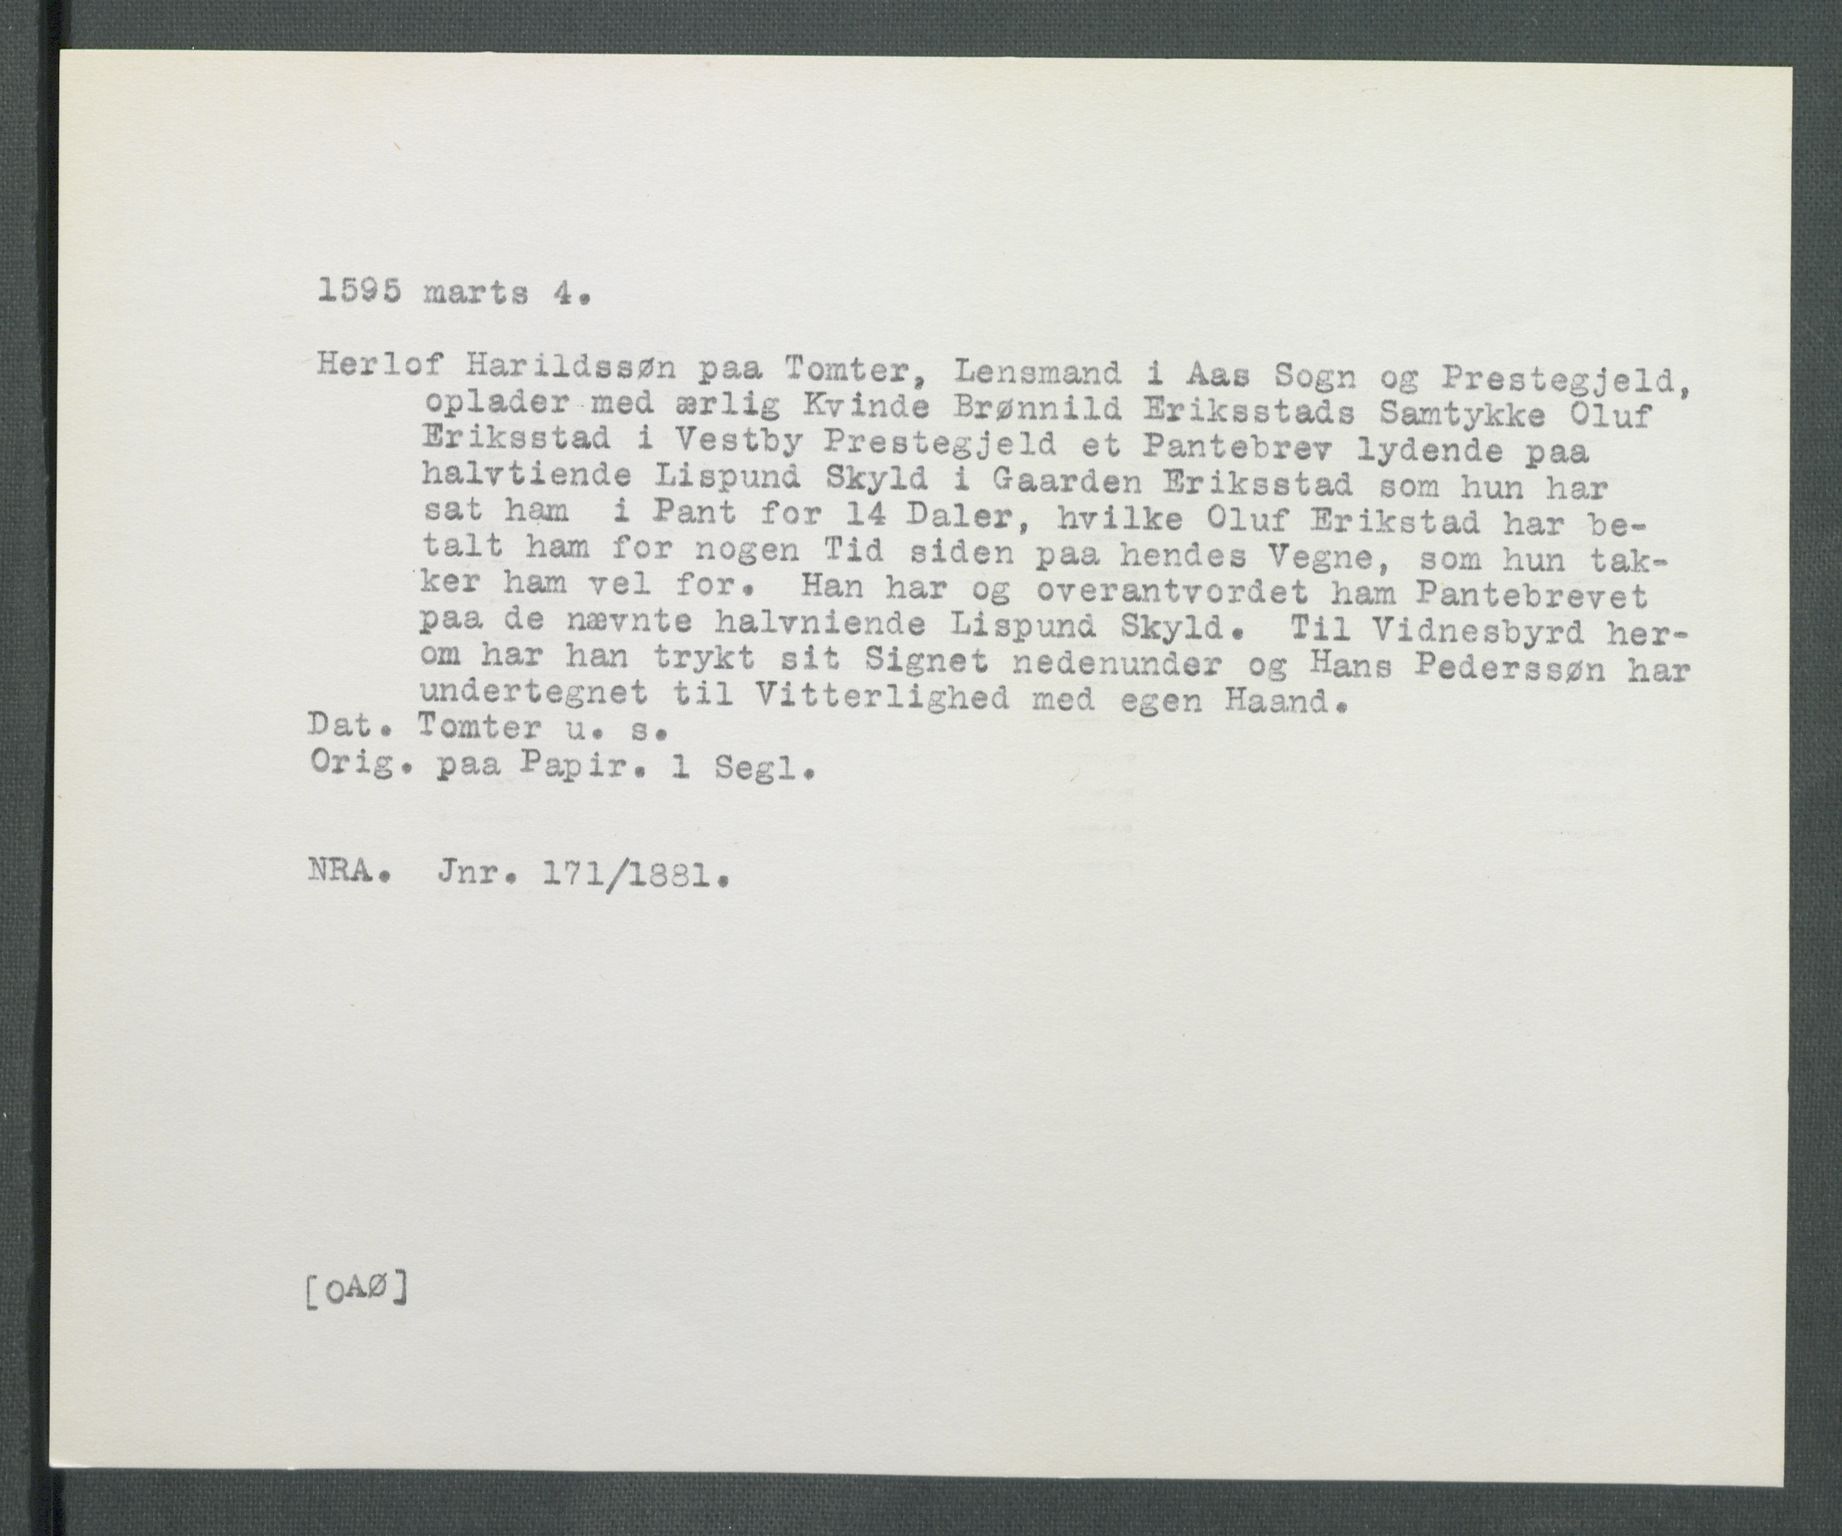 1595 marts 4.
Herlof Harildssøn paa Tomter, Lensmand i Aas Sogn og Prestegjeld,
oplader med ærlig Kvinde Brønnild Eriksstads Samtykke Oluf
Eriksstad i Vestby Prestegjeld et Pantebrev lydende paa
halvtiende Lispund Skyld i Gaarden Eriksstad som hun har
sat ham i Pant for 14 Daler, hvilke Oluf Erikstad har be-
talt ham for nogen Tid siden paa hendes Vegne, som hun tak-
ker ham vel for. Han har og overantvordet ham Pantebrevet
paa de nævnte halvniende Lispund Skyld. Til Vidnesbyrd her-
om har han trykt sit Signet nedenunder og Hans Pederssøn har
undertegnet til Vitterlighed med egen Haand.
Dat. Tomter u. s.
Orig. paa Papir. 1 Segl.
NRA. Jnr. 171/1881.
[OAØ]